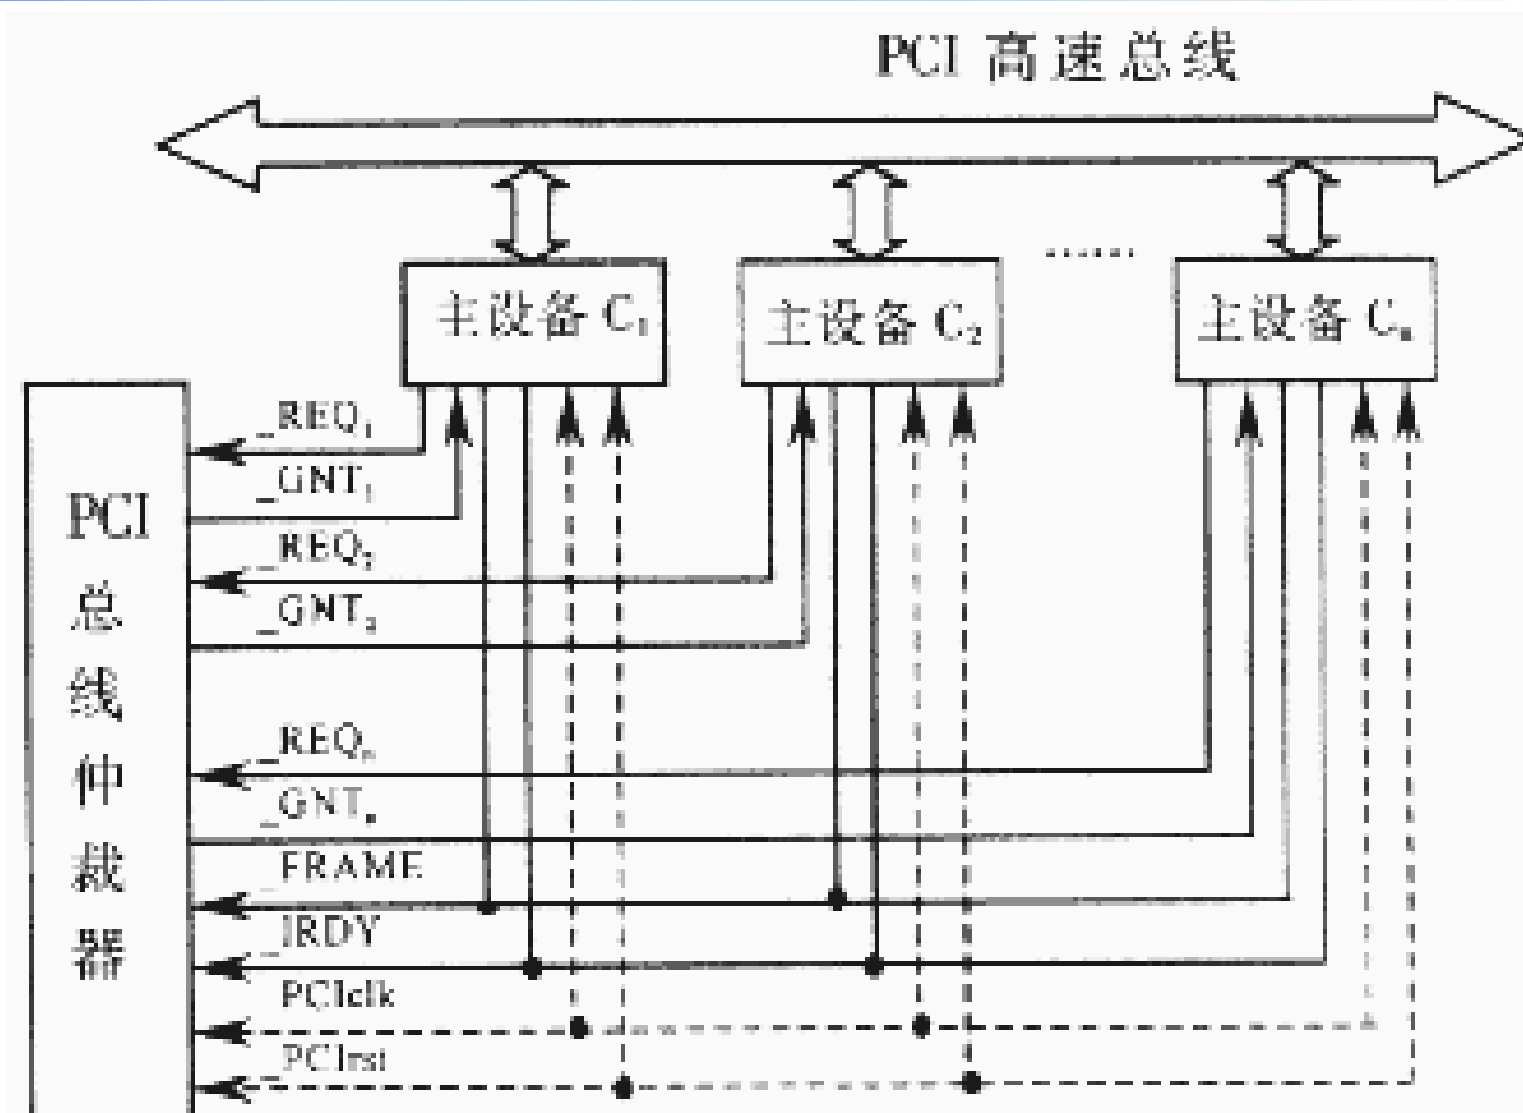 PCI 高速总线
主设备 C₁
主设备 C₂
……
主设备 Cₙ
PCI
总
线
仲
裁
器
_REQ₁
_GNT₁
_REQ₂
_GNT₂
_REQₙ
_GNTₙ
_FRAME
_IRDY
PCIclk
_PCIrst